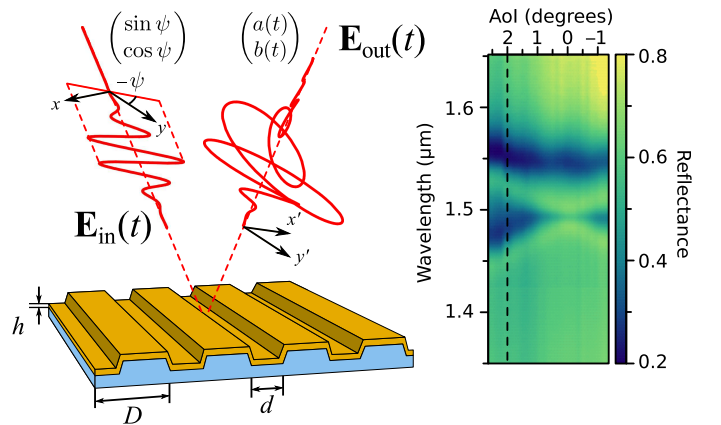 (sin ψ
cos ψ)
(a(t)
b(t))
E_out(t)
−ψ
x
y
E_in(t)
x′
y′
h
D
d
AoI (degrees)
2 1 0 −1
Wavelength (μm)
1.6
1.5
1.4
0.8
0.6
0.4
0.2
Reflectance